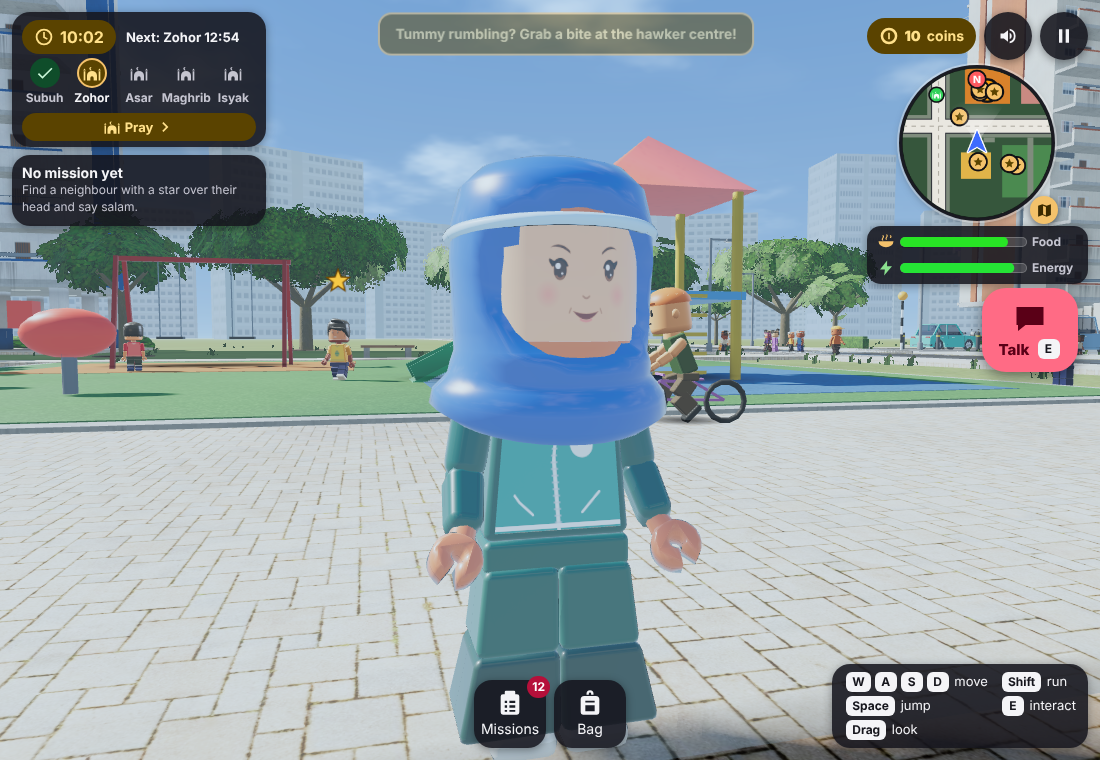 10:02 Next: Zohor 12:54
Subuh Zohor Asar Maghrib Isyak
Pray
No mission yet
Find a neighbour with a star over their
head and say salam.
Tummy rumbling? Grab a bite at the hawker centre!
10 coins
N
Food
Energy
Talk E
12
Missions
Bag
W A S D move Shift run
Space jump E interact
Drag look